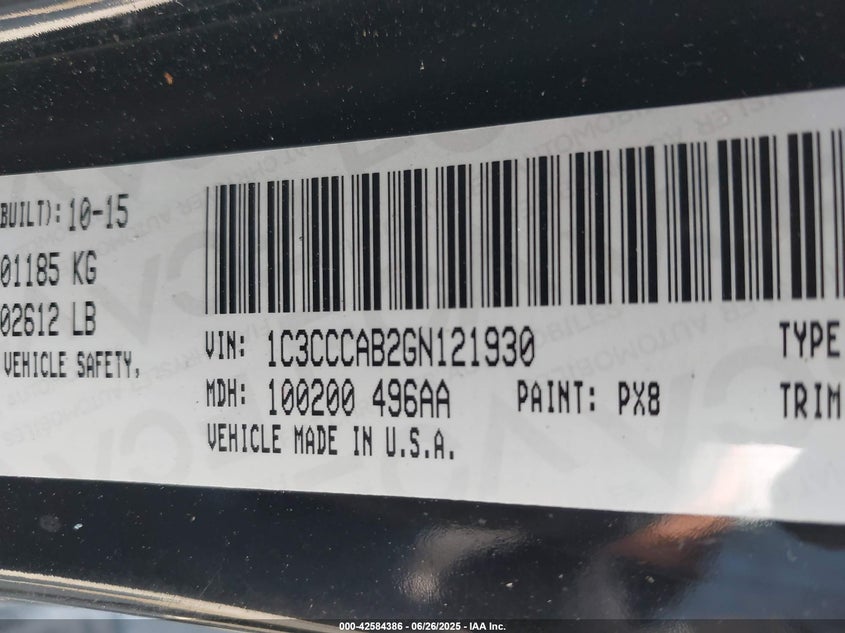 BUILT): 10-15
01185 KG
02612 LB
VEHICLE SAFETY,
VIN: 1C3CCCAB2GN121930 TYPE
MDH: 100200 496AA PAINT: PX8 TRIM
VEHICLE MADE IN U.S.A.
000-42584386 - 06/26/2025 - IAA Inc.